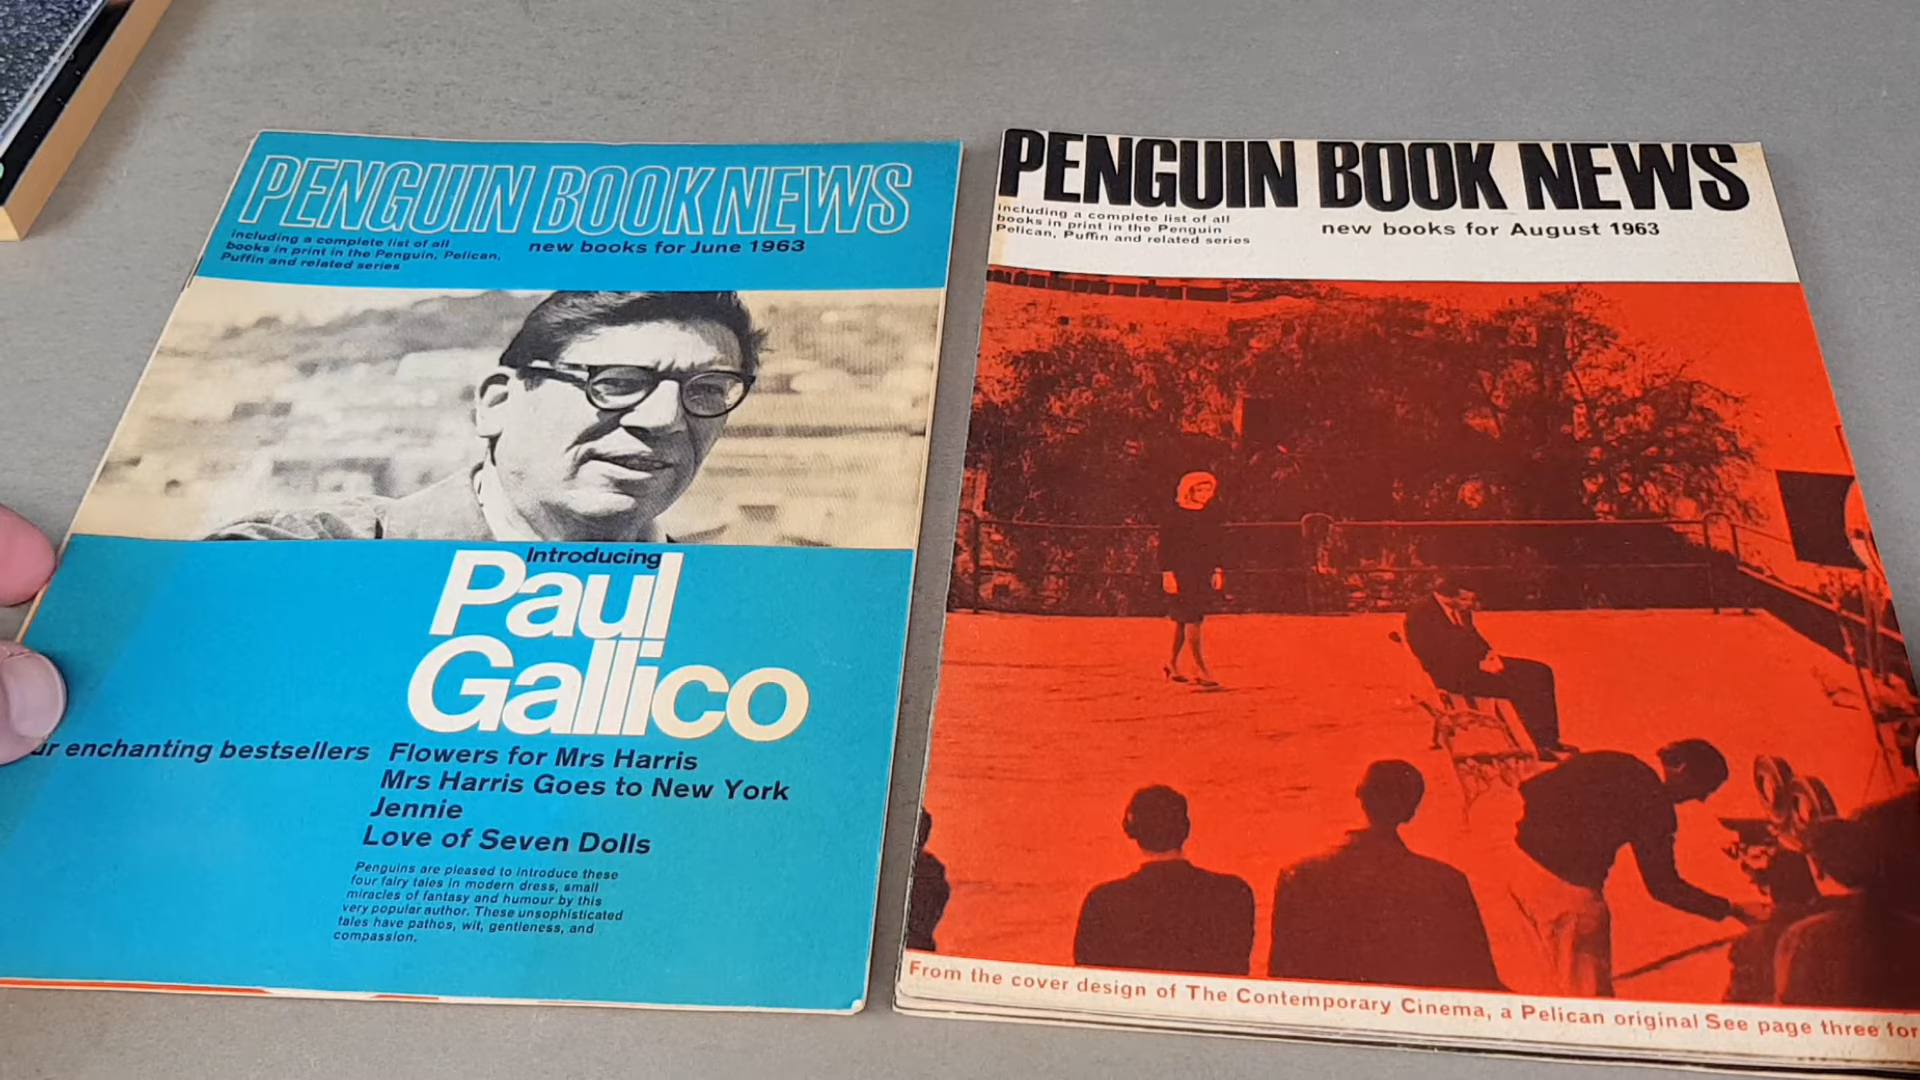 PENGUIN BOOK NEWS
including a complete list of all
books in print in the Penguin, Pelican,
Puffin and related series
new books for June 1963
Introducing
Paul
Gallico
enchanting bestsellers
Flowers for Mrs Harris
Mrs Harris Goes to New York
Jennie
Love of Seven Dolls
Penguins are pleased to introduce these
four fairy tales in modern dress, small
miracles of fantasy and humour by this
very popular author. These unsophisticated
tales have pathos, wit, gentleness, and
compassion.
PENGUIN BOOK NEWS
including a complete list of all
books in print in the Penguin
Pelican, Puffin and related series
new books for August 1963
From the cover design of The Contemporary Cinema, a Pelican original See page three for